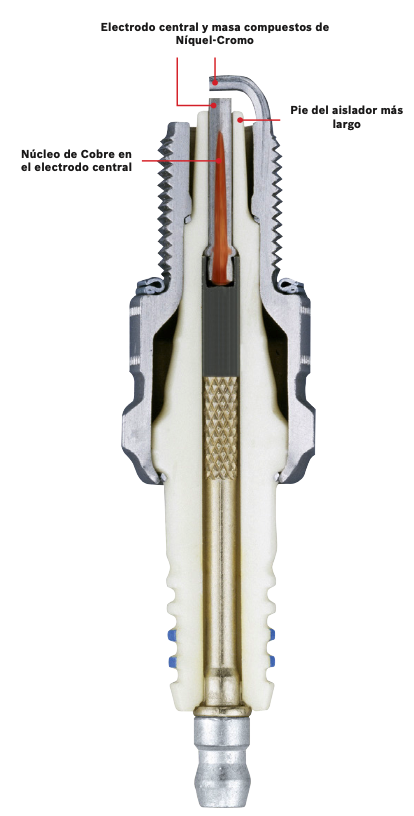 Electrodo central y masa compuestos de
Níquel-Cromo
Pie del aislador más
largo
Núcleo de Cobre en
el electrodo central